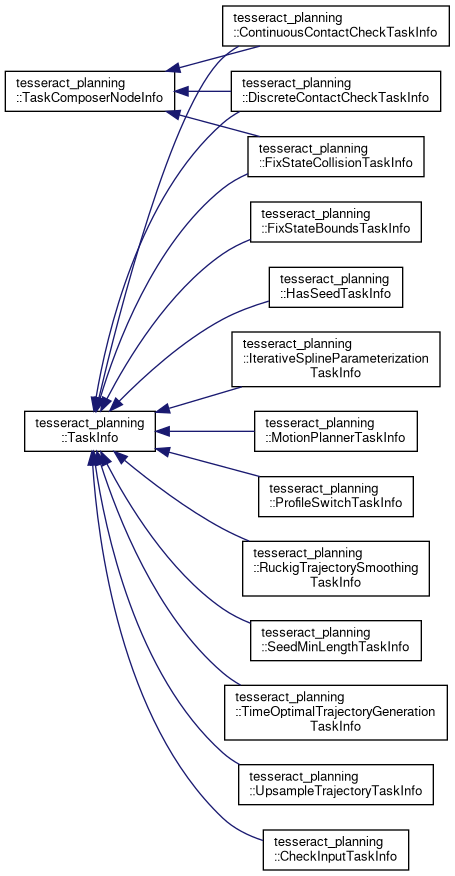 tesseract_planning
::ContinuousContactCheckTaskInfo
tesseract_planning
::TaskComposerNodeInfo
tesseract_planning
::DiscreteContactCheckTaskInfo
tesseract_planning
::FixStateCollisionTaskInfo
tesseract_planning
::FixStateBoundsTaskInfo
tesseract_planning
::HasSeedTaskInfo
tesseract_planning
::IterativeSplineParameterization
TaskInfo
tesseract_planning
::TaskInfo
tesseract_planning
::MotionPlannerTaskInfo
tesseract_planning
::ProfileSwitchTaskInfo
tesseract_planning
::RuckigTrajectorySmoothing
TaskInfo
tesseract_planning
::SeedMinLengthTaskInfo
tesseract_planning
::TimeOptimalTrajectoryGeneration
TaskInfo
tesseract_planning
::UpsampleTrajectoryTaskInfo
tesseract_planning
::CheckInputTaskInfo